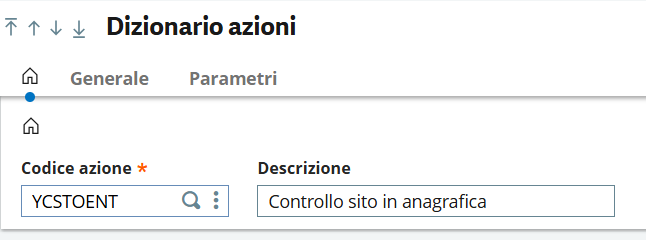 Dizionario azioni
Generale Parametri
Codice azione * Descrizione
YCSTOENT Controllo sito in anagrafica